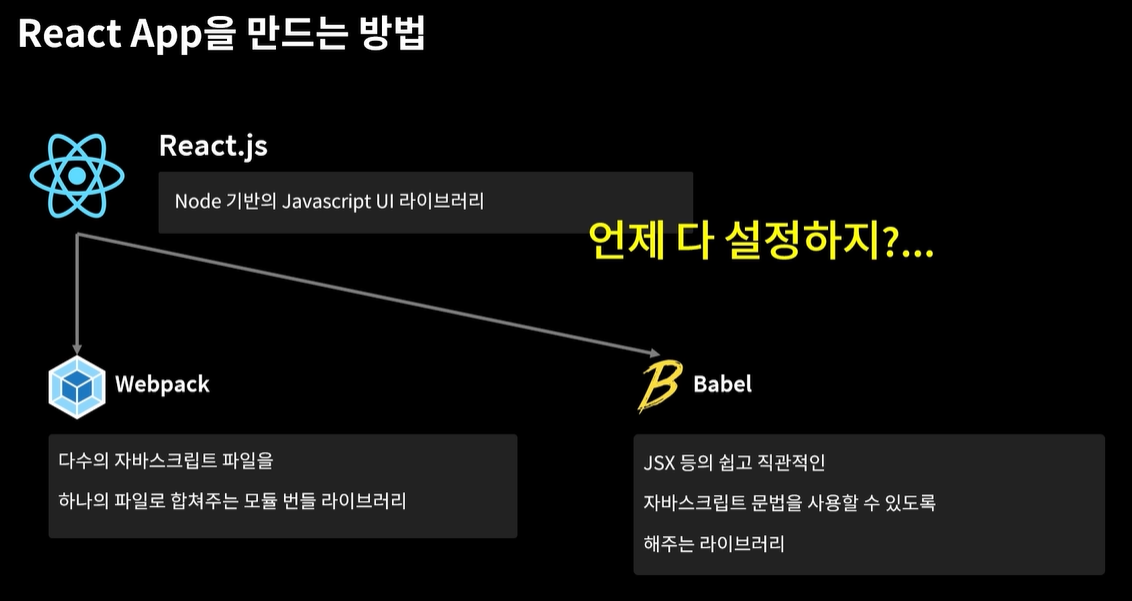 React App을 만드는 방법
React.js
Node 기반의 Javascript UI 라이브러리
언제 다 설정하지?...
Webpack
다수의 자바스크립트 파일을
하나의 파일로 합쳐주는 모듈 번들 라이브러리
Babel
JSX 등의 쉽고 직관적인
자바스크립트 문법을 사용할 수 있도록
해주는 라이브러리